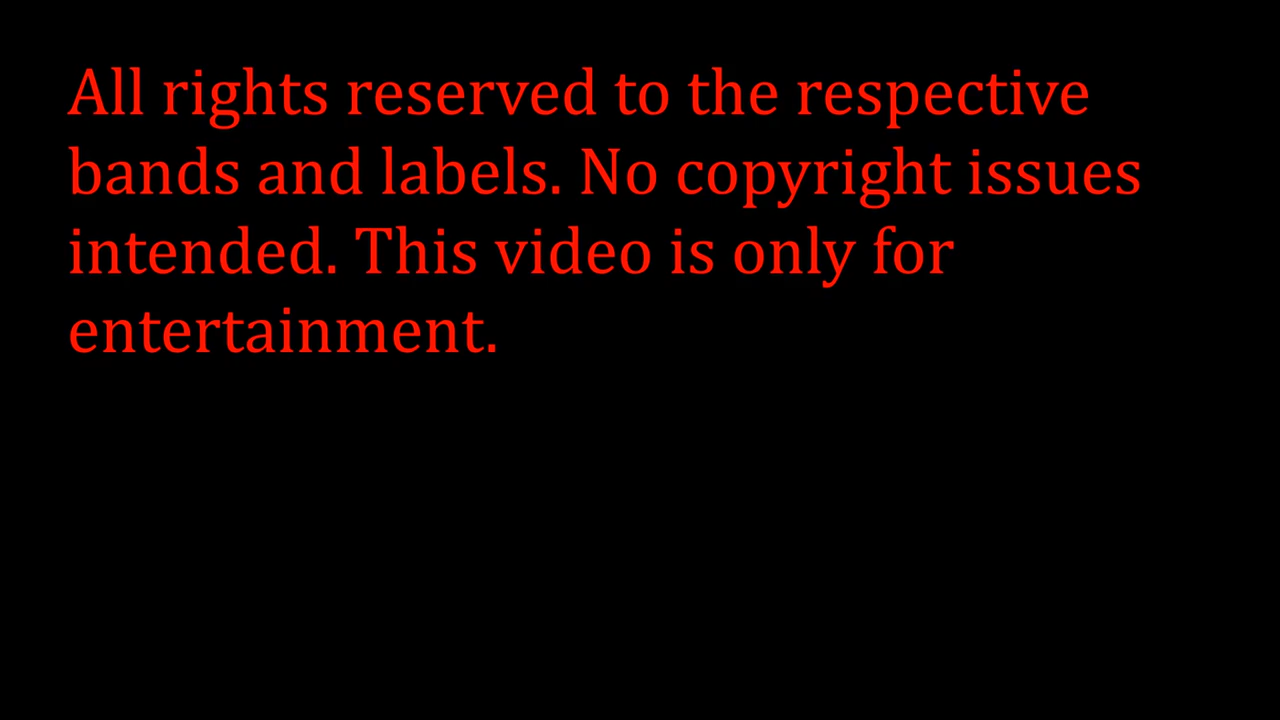 All rights reserved to the respective
bands and labels. No copyright issues
intended. This video is only for
entertainment.